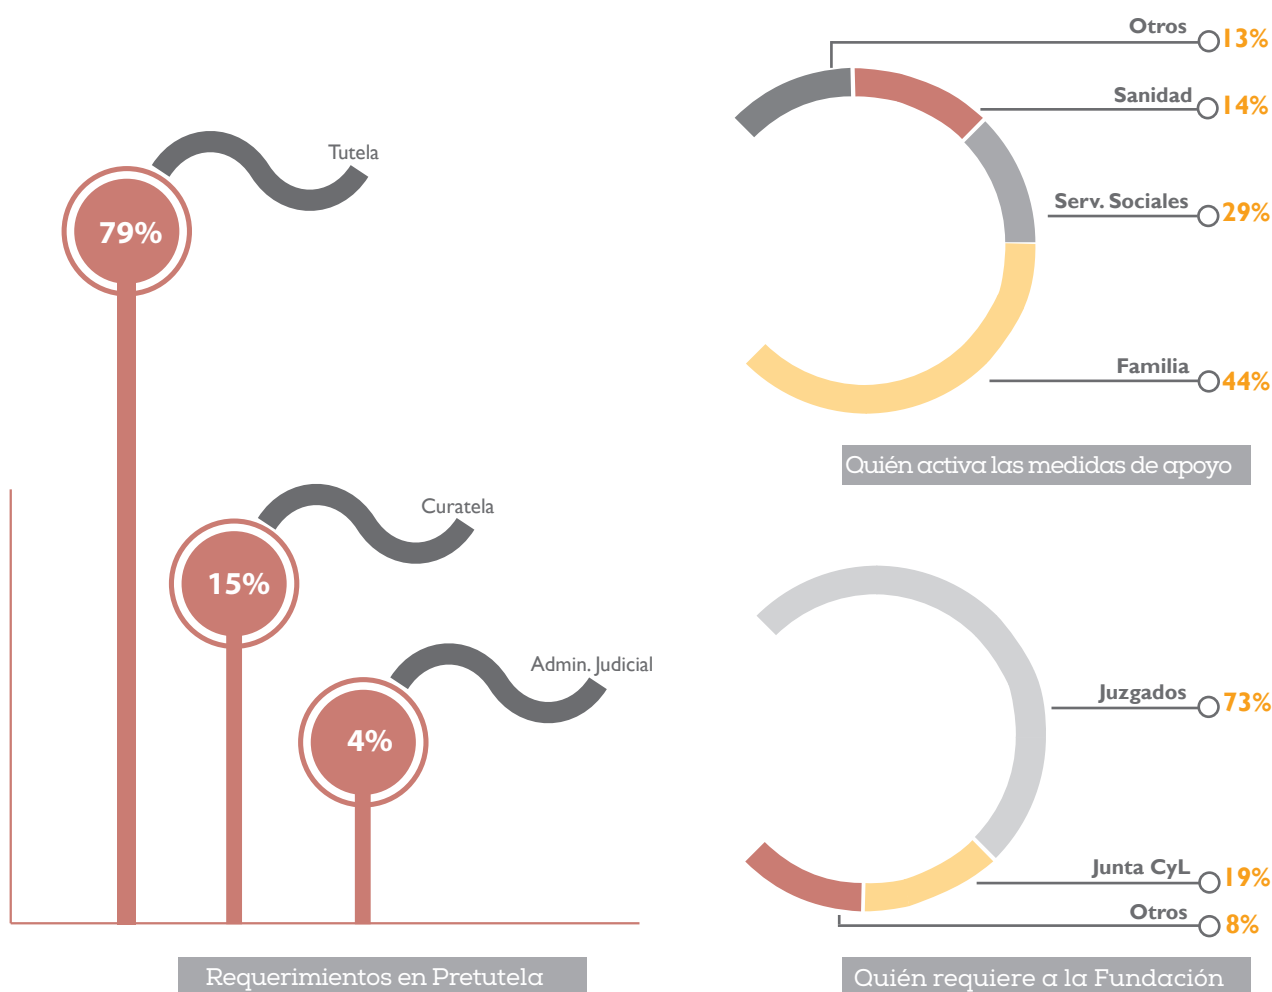 Tutela
79%
Curatela
15%
Admin. Judicial
4%
Requerimientos en Pretutela
Otros 13%
Sanidad 14%
Serv. Sociales 29%
Familia 44%
Quién activa las medidas de apoyo
Juzgados 73%
Junta CyL 19%
Otros 8%
Quién requiere a la Fundación